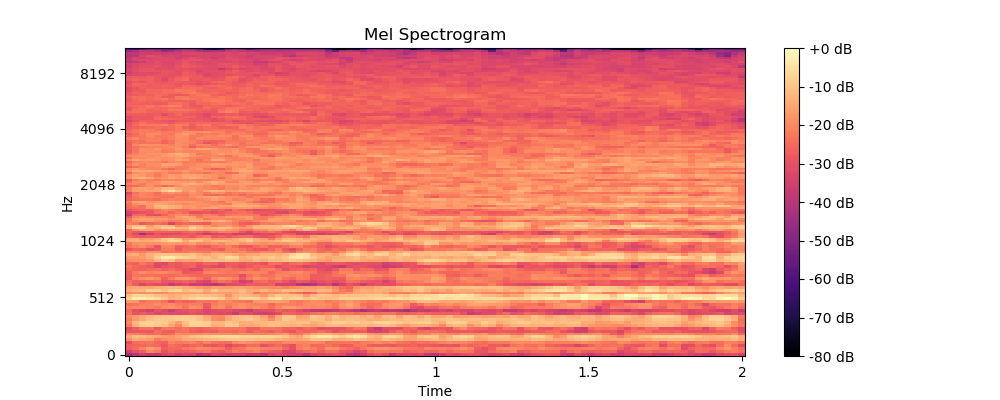 Mel Spectrogram
Hz
8192
4096
2048
1024
512
0
0
0.5
1
1.5
2
Time
+0 dB
-10 dB
-20 dB
-30 dB
-40 dB
-50 dB
-60 dB
-70 dB
-80 dB